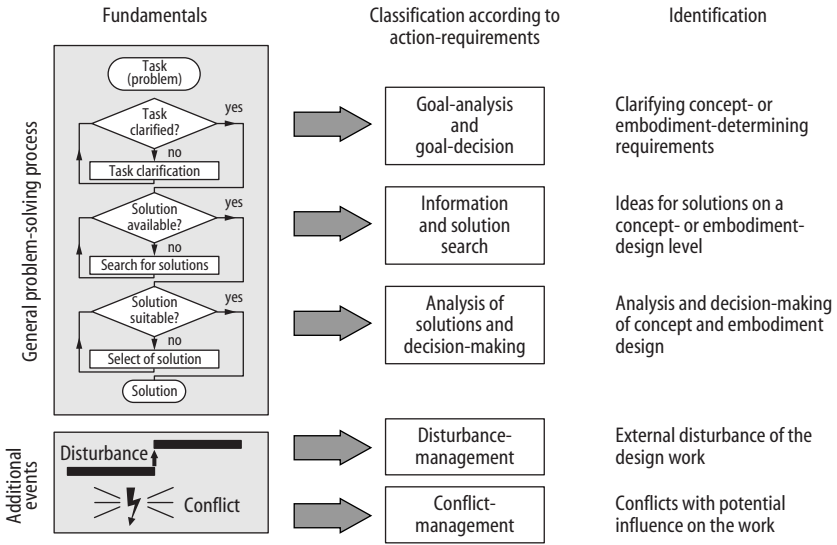 Fundamentals
Classification according to
action-requirements
Identification
General problem-solving process
Task
(problem)
Task
clarified?
yes
no
Task clarification
Solution
available?
yes
no
Search for solutions
Solution
suitable?
yes
no
Select of solution
Solution
Goal-analysis
and
goal-decision
Clarifying concept- or
embodiment-determining
requirements
Information
and solution
search
Ideas for solutions on a
concept- or embodiment-
design level
Analysis of
solutions and
decision-making
Analysis and decision-making
of concept and embodiment
design
Additional
events
Disturbance
Conflict
Disturbance-
management
External disturbance of the
design work
Conflict-
management
Conflicts with potential
influence on the work